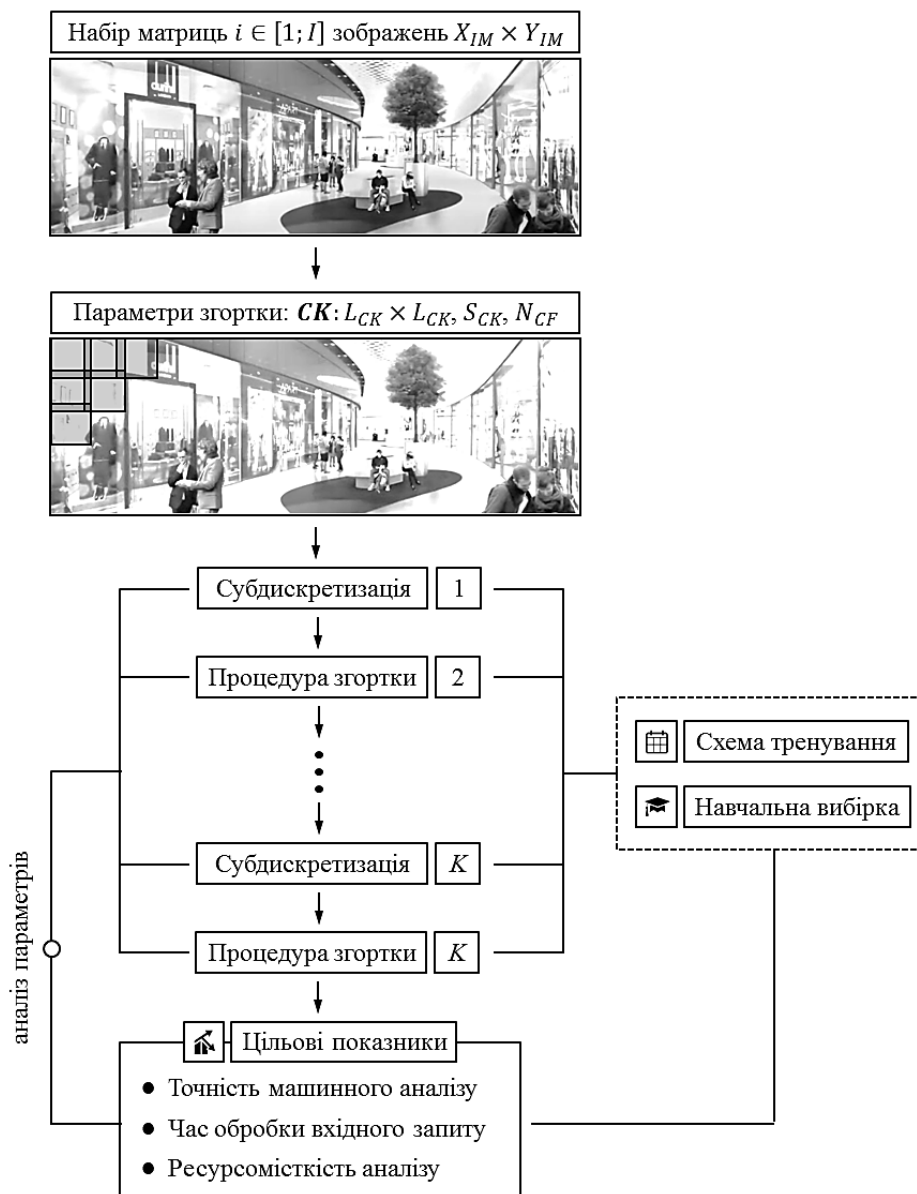 Набір матриць i ∈ [1; I] зображень X_IM × Y_IM
dunhill
Параметри згортки: CK: L_CK × L_CK, S_CK, N_CF
Субдискретизація 1
Процедура згортки 2
Субдискретизація K
Процедура згортки K
Схема тренування
Навчальна вибірка
аналіз параметрів
Цільові показники
● Точність машинного аналізу
● Час обробки вхідного запиту
● Ресурсомісткість аналізу